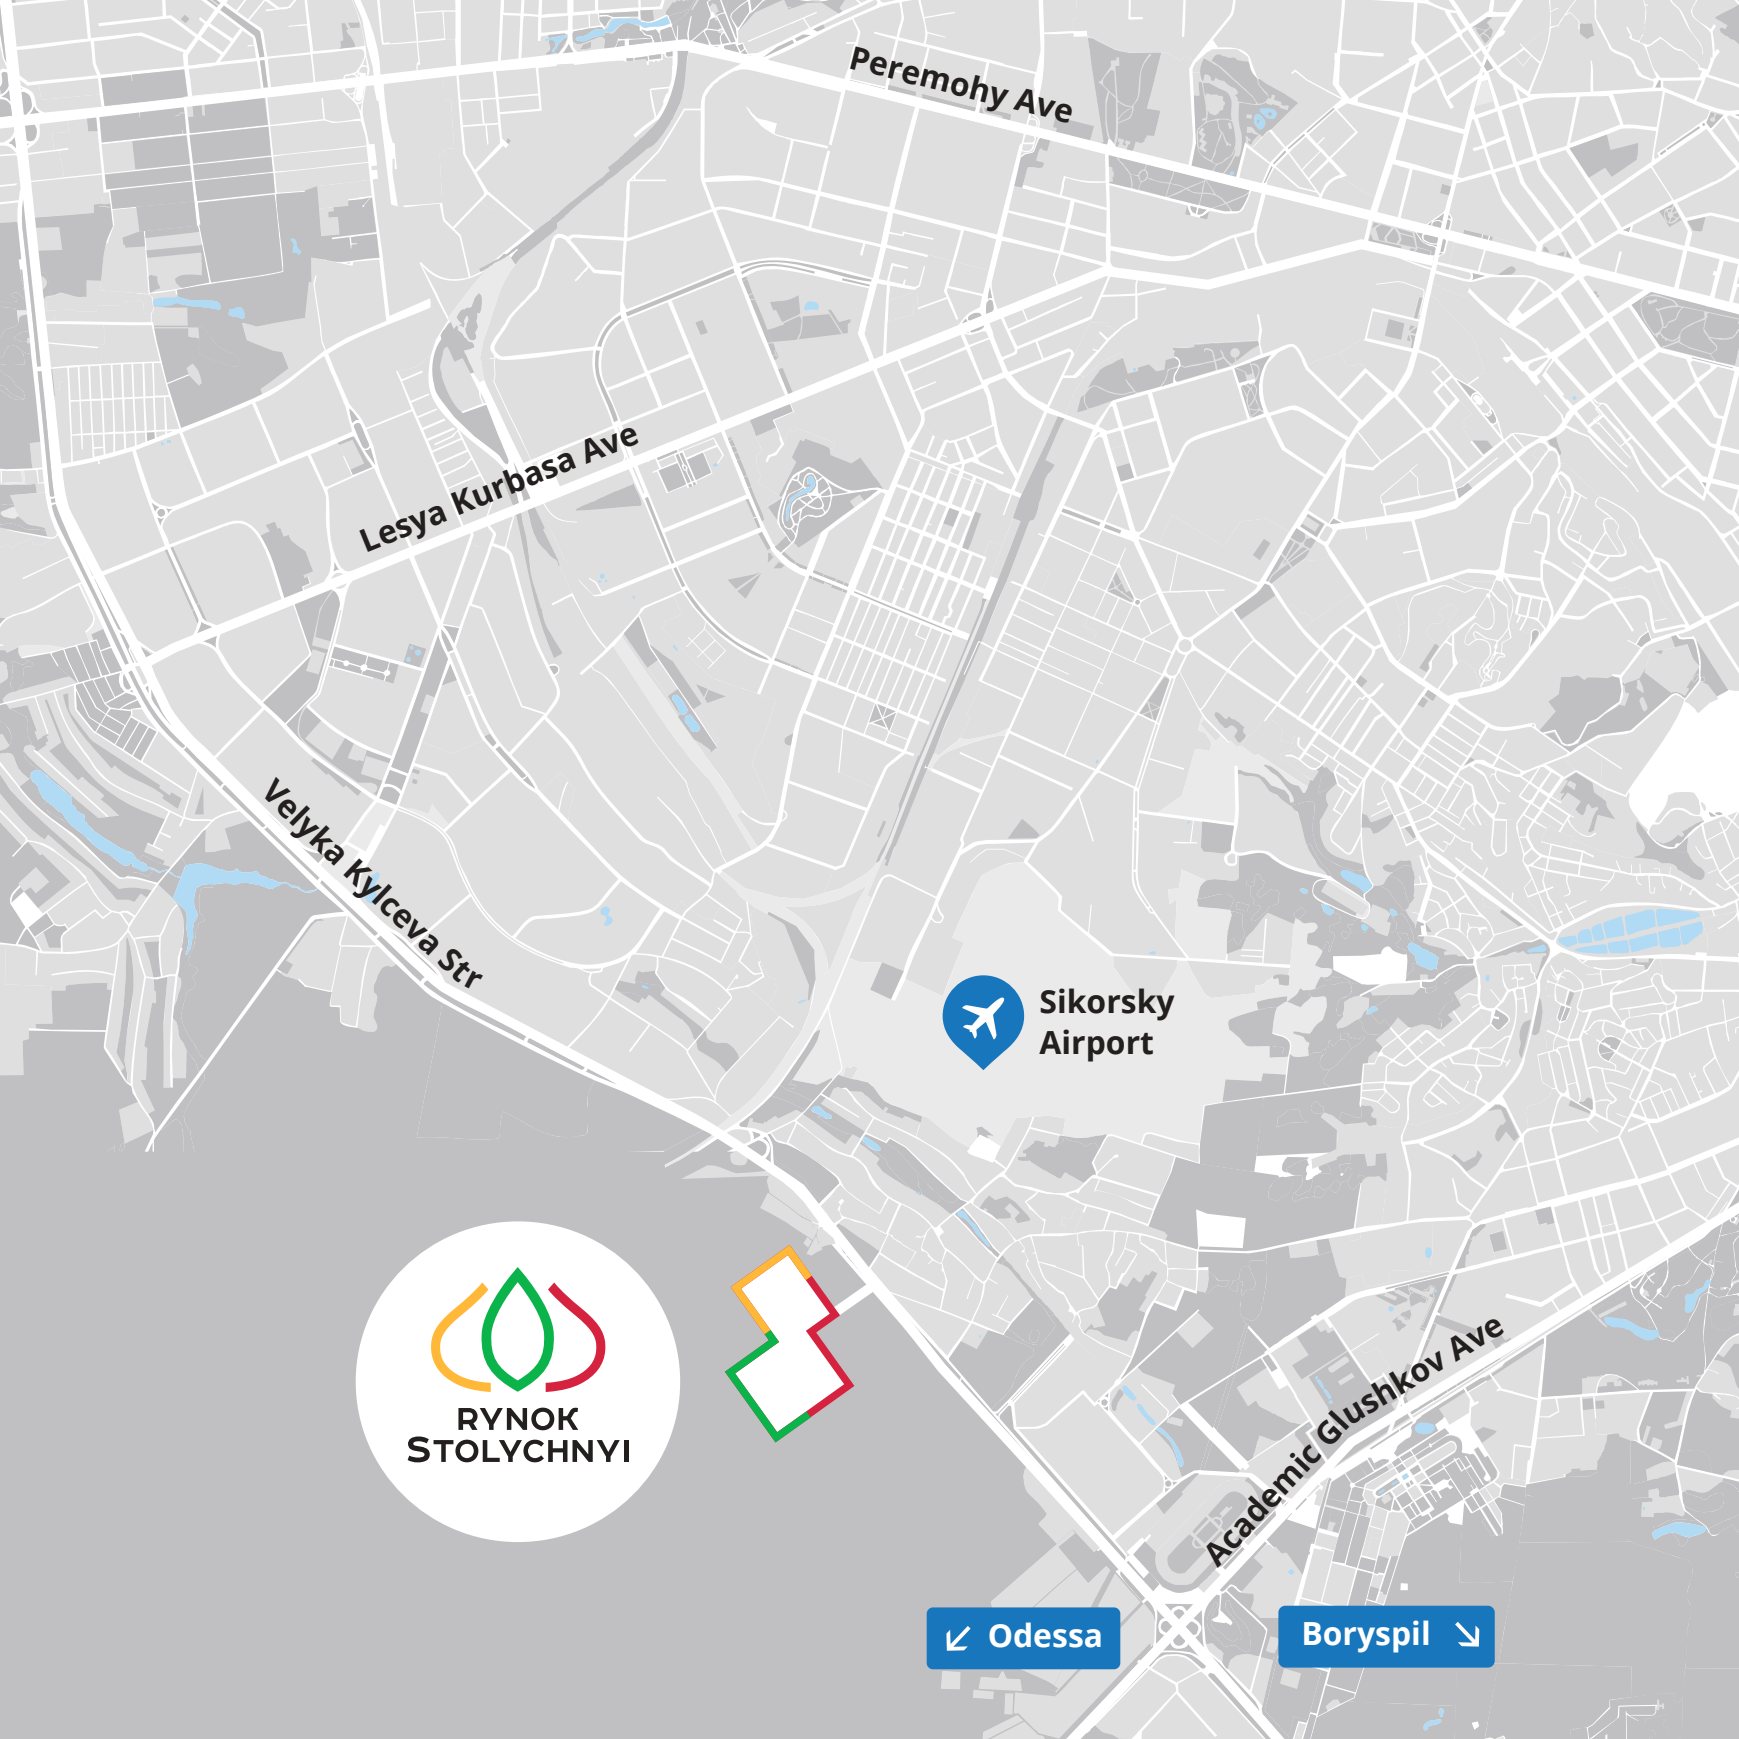 Peremohy Ave
Lesya Kurbasa Ave
Velyka Kylceva Str
Sikorsky
Airport
RYNOK
STOLYCHNYI
Academic Glushkov Ave
Odessa
Boryspil